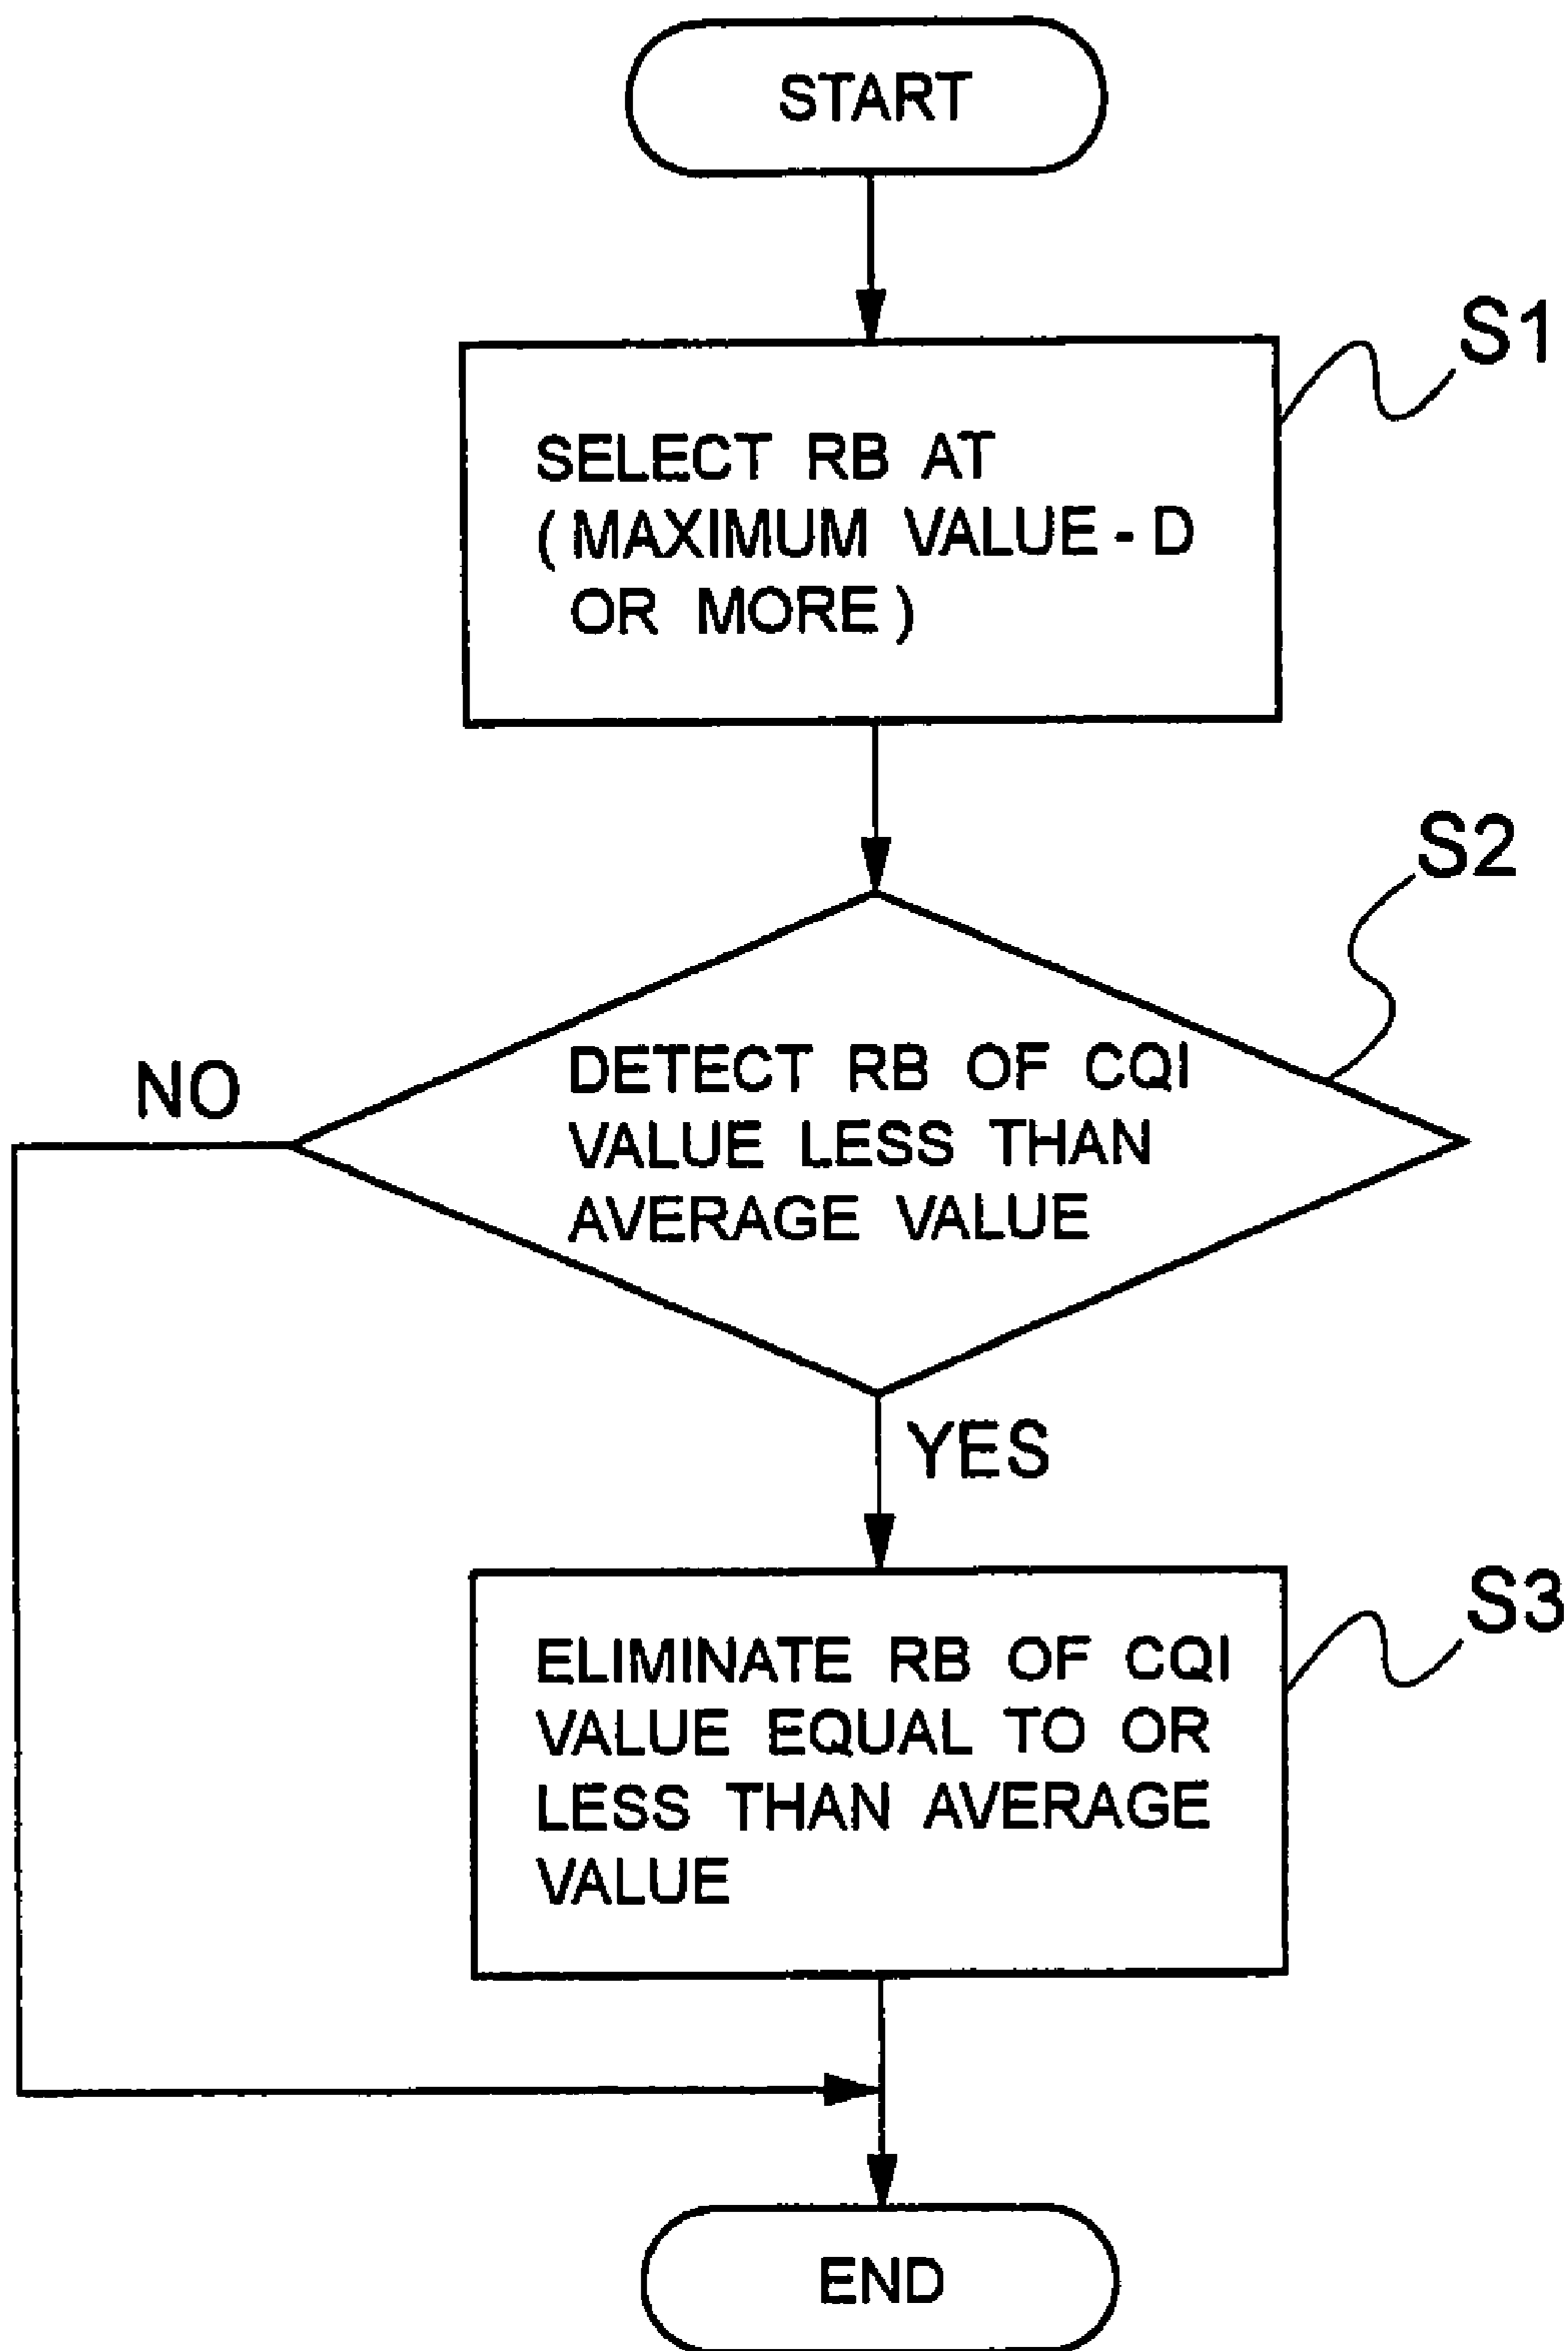 START
S1
SELECT RB AT
( MAXIMUM VALUE - D
OR MORE )
S2
NO
DETECT RB OF CQI
VALUE LESS THAN
AVERAGE VALUE
YES
S3
ELIMINATE RB OF CQI
VALUE EQUAL TO OR
LESS THAN AVERAGE
VALUE
END